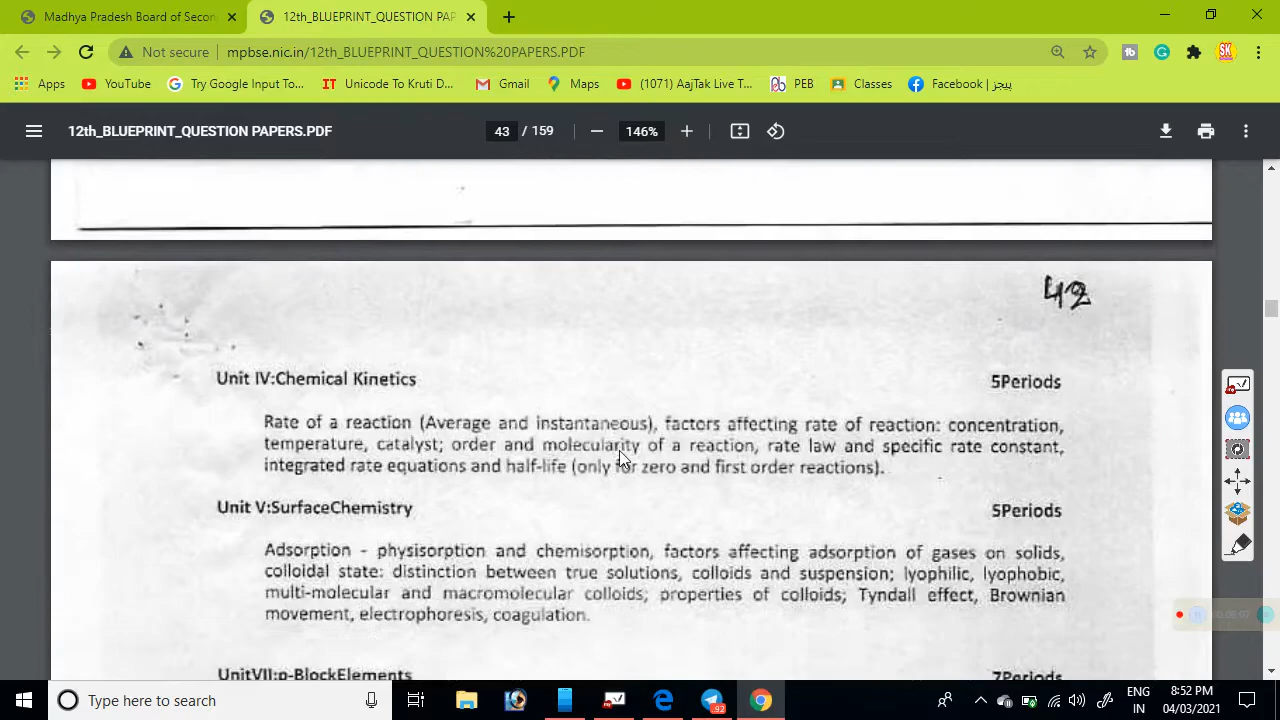 Madhya Pradesh Board of Secon
12th_BLUEPRINT_QUESTION PAP
Not secure
mpbse.nic.in/12th_BLUEPRINT_QUESTION%20PAPERS.PDF
Apps
YouTube
Try Google Input To...
Unicode To Kruti D...
Gmail
Maps
(1071) AajTak Live T...
PEB
Classes
Facebook | پیجز
12th_BLUEPRINT_QUESTION PAPERS.PDF
43 / 159
146%
42
Unit IV:Chemical Kinetics 5Periods
Rate of a reaction (Average and instantaneous), factors affecting rate of reaction: concentration,
temperature, catalyst; order and molecularity of a reaction, rate law and specific rate constant,
integrated rate equations and half-life (only for zero and first order reactions).
Unit V:SurfaceChemistry 5Periods
Adsorption - physisorption and chemisorption, factors affecting adsorption of gases on solids,
colloidal state: distinction between true solutions, colloids and suspension; lyophilic, lyophobic,
multi-molecular and macromolecular colloids; properties of colloids; Tyndall effect, Brownian
movement, electrophoresis, coagulation.
UnitVII:p-BlockElements 7Periods
Type here to search
92
ENG
IN
8:52 PM
04/03/2021